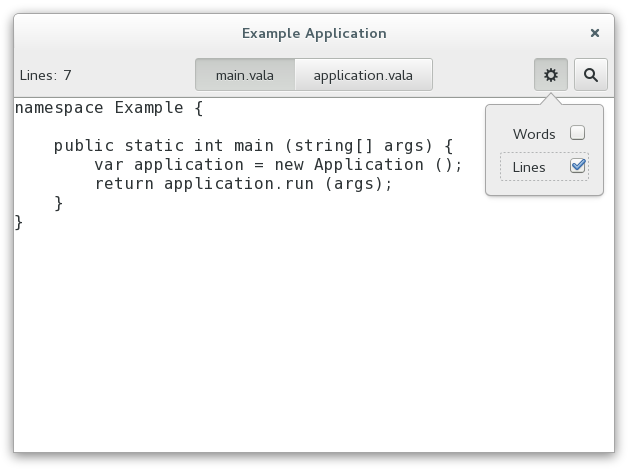 Example Application
Lines: 7
main.vala
application.vala
namespace Example {
    public static int main (string[] args) {
        var application = new Application ();
        return application.run (args);
    }
}
Words
Lines